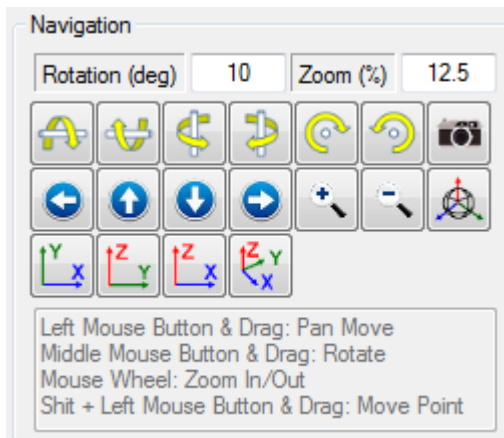 Navigation
Rotation (deg) 10 Zoom (%) 12.5
Y X Z Y Z X Z Y X
Left Mouse Button & Drag: Pan Move
Middle Mouse Button & Drag: Rotate
Mouse Wheel: Zoom In/Out
Shit + Left Mouse Button & Drag: Move Point